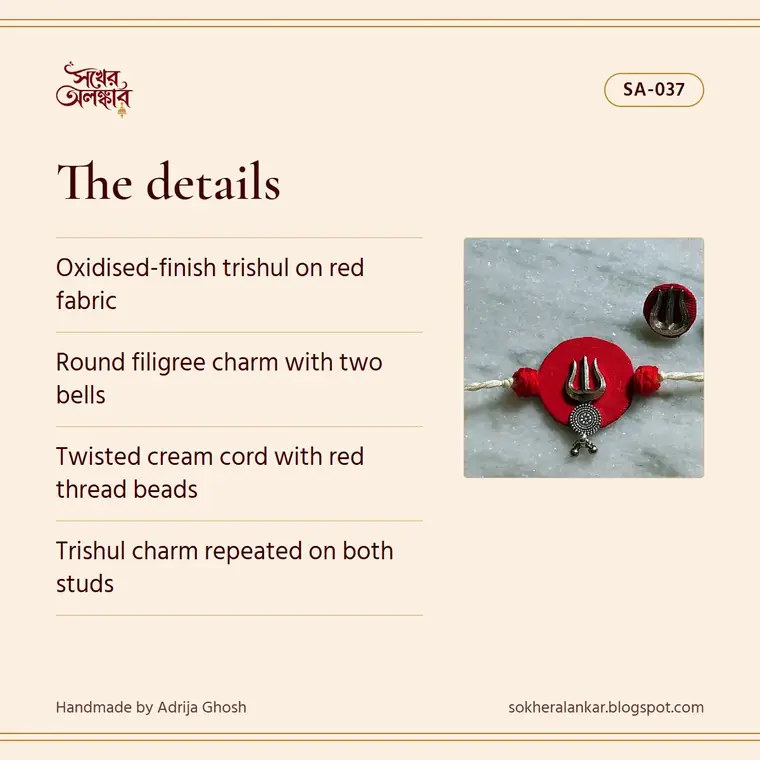 সখের
অলঙ্কার
SA-037
The details
Oxidised-finish trishul on red
fabric
Round filigree charm with two
bells
Twisted cream cord with red
thread beads
Trishul charm repeated on both
studs
Handmade by Adrija Ghosh
sokheralankar.blogspot.com